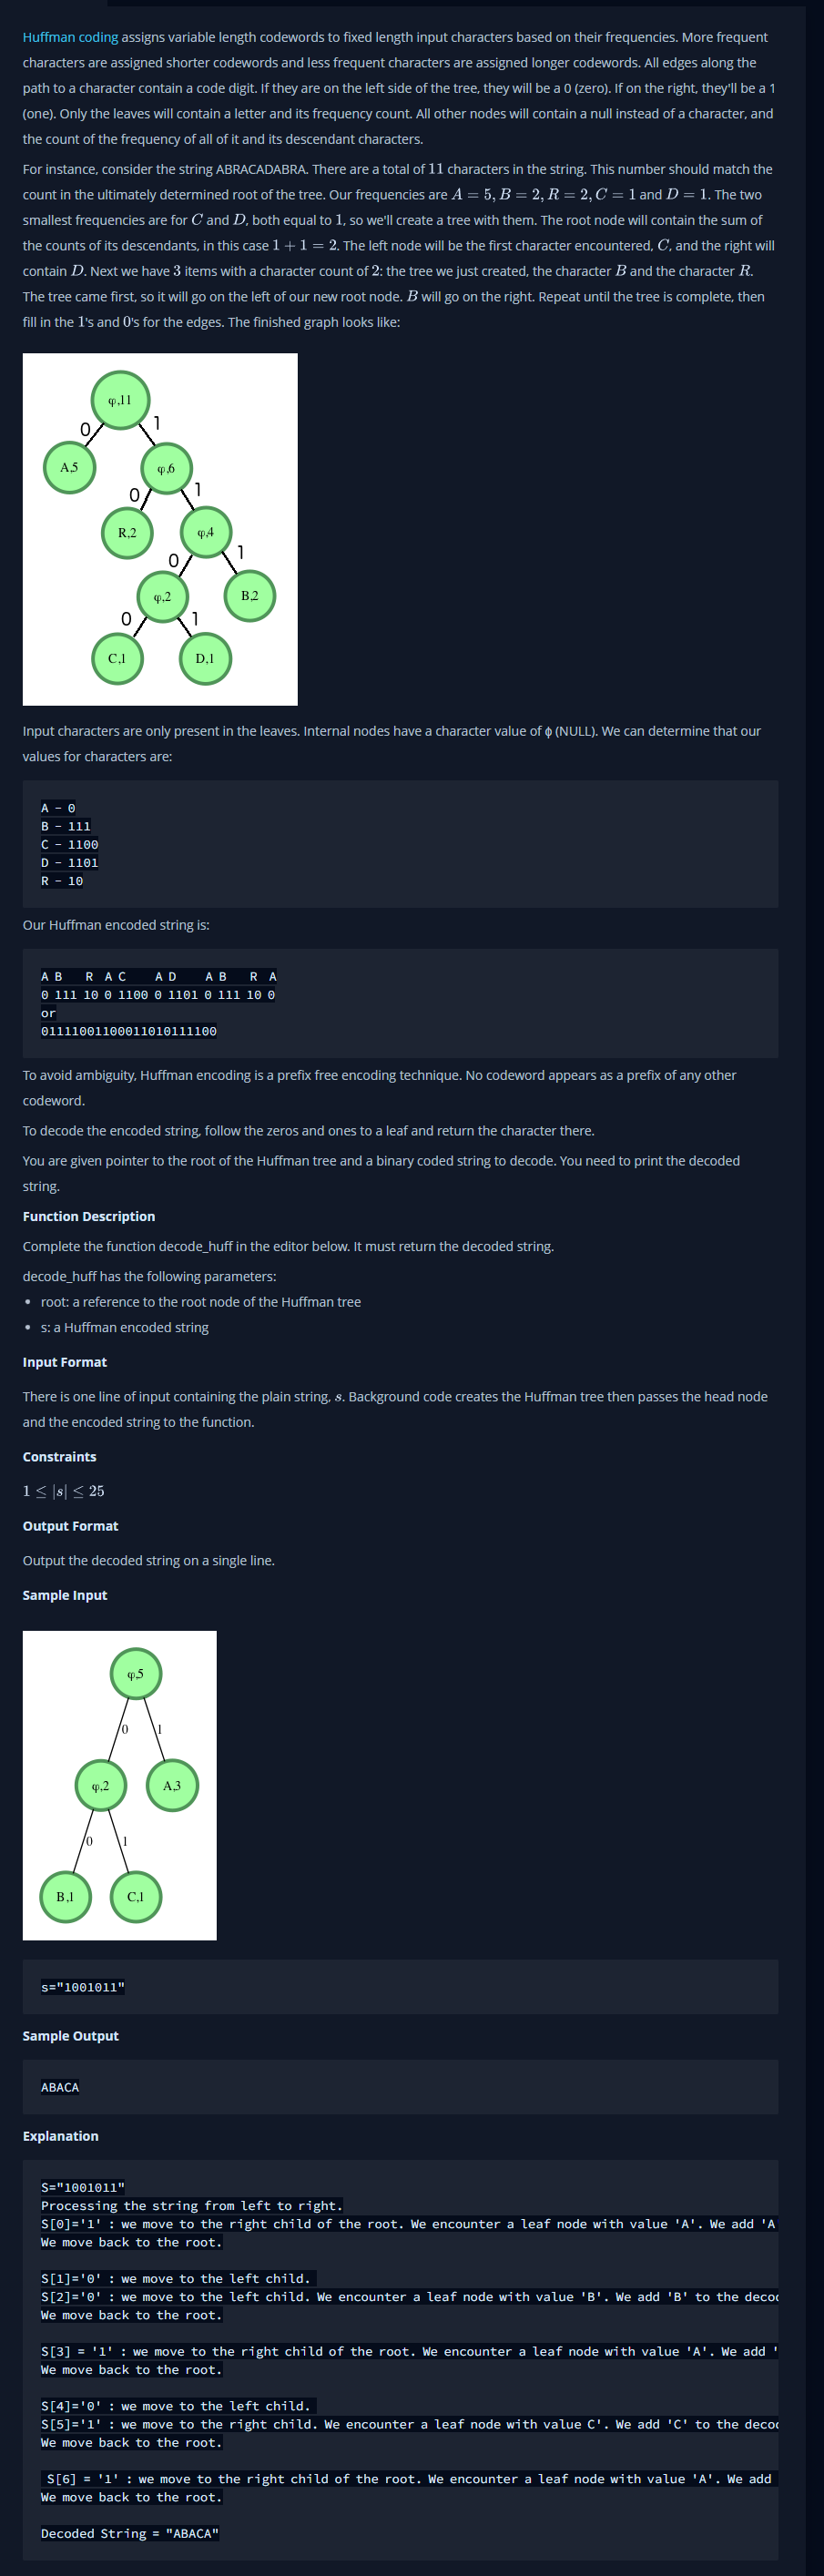 Huffman coding assigns variable length codewords to fixed length input characters based on their frequencies. More frequent
characters are assigned shorter codewords and less frequent characters are assigned longer codewords. All edges along the
path to a character contain a code digit. If they are on the left side of the tree, they will be a 0 (zero). If on the right, they'll be a 1
(one). Only the leaves will contain a letter and its frequency count. All other nodes will contain a null instead of a character, and
the count of the frequency of all of it and its descendant characters.
For instance, consider the string ABRACADABRA. There are a total of 11 characters in the string. This number should match the
count in the ultimately determined root of the tree. Our frequencies are A = 5, B = 2, R = 2, C = 1 and D = 1. The two
smallest frequencies are for C and D, both equal to 1, so we'll create a tree with them. The root node will contain the sum of
the counts of its descendants, in this case 1 + 1 = 2. The left node will be the first character encountered, C, and the right will
contain D. Next we have 3 items with a character count of 2: the tree we just created, the character B and the character R.
The tree came first, so it will go on the left of our new root node. B will go on the right. Repeat until the tree is complete, then
fill in the 1's and 0's for the edges. The finished graph looks like:
φ,11
0 1
A,5 φ,6
0 1
R,2 φ,4
0 1
φ,2 B,2
0 1
C,1 D,1
Input characters are only present in the leaves. Internal nodes have a character value of ϕ (NULL). We can determine that our
values for characters are:
A - 0
B - 111
C - 1100
D - 1101
R - 10
Our Huffman encoded string is:
A B R A C A D A B R A
0 111 10 0 1100 0 1101 0 111 10 0
or
01111001100011010111100
To avoid ambiguity, Huffman encoding is a prefix free encoding technique. No codeword appears as a prefix of any other
codeword.
To decode the encoded string, follow the zeros and ones to a leaf and return the character there.
You are given pointer to the root of the Huffman tree and a binary coded string to decode. You need to print the decoded
string.
Function Description
Complete the function decode_huff in the editor below. It must return the decoded string.
decode_huff has the following parameters:
• root: a reference to the root node of the Huffman tree
• s: a Huffman encoded string
Input Format
There is one line of input containing the plain string, s. Background code creates the Huffman tree then passes the head node
and the encoded string to the function.
Constraints
1 ≤ |s| ≤ 25
Output Format
Output the decoded string on a single line.
Sample Input
φ,5
0 1
φ,2 A,3
0 1
B,1 C,1
s="1001011"
Sample Output
ABACA
Explanation
S="1001011"
Processing the string from left to right.
S[0]='1' : we move to the right child of the root. We encounter a leaf node with value 'A'. We add 'A
We move back to the root.
S[1]='0' : we move to the left child.
S[2]='0' : we move to the left child. We encounter a leaf node with value 'B'. We add 'B' to the deco
We move back to the root.
S[3] = '1' : we move to the right child of the root. We encounter a leaf node with value 'A'. We add '
We move back to the root.
S[4]='0' : we move to the left child.
S[5]='1' : we move to the right child. We encounter a leaf node with value C'. We add 'C' to the deco
We move back to the root.
S[6] = '1' : we move to the right child of the root. We encounter a leaf node with value 'A'. We add
We move back to the root.
Decoded String = "ABACA"